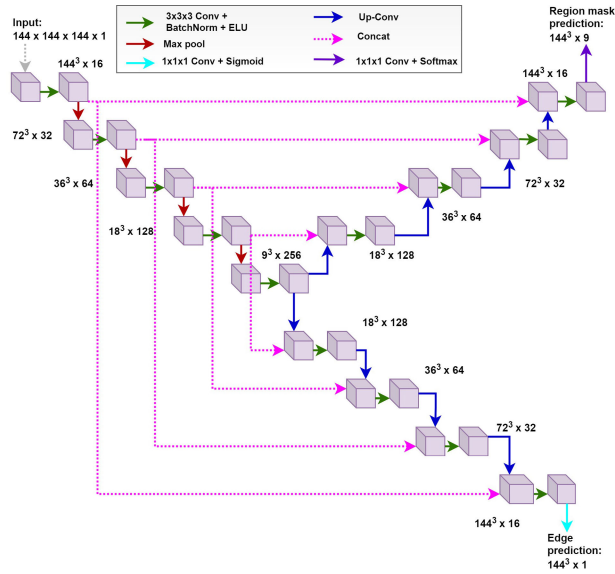 Input:
144 x 144 x 144 x 1
3x3x3 Conv +
BatchNorm + ELU
Max pool
1x1x1 Conv + Sigmoid
Up-Conv
Concat
1x1x1 Conv + Softmax
Region mask
prediction:
144³ x 9
144³ x 16
144³ x 16
72³ x 32
72³ x 32
36³ x 64
36³ x 64
18³ x 128
9³ x 256
18³ x 128
18³ x 128
36³ x 64
72³ x 32
144³ x 16
Edge
prediction:
144³ x 1